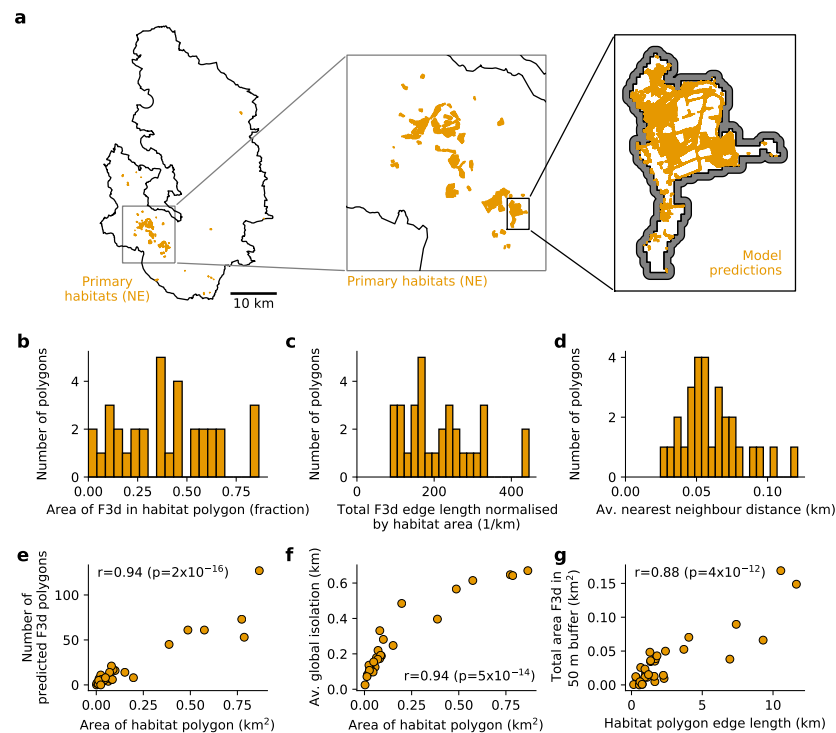 a
Primary
habitats (NE)
10 km
Primary habitats (NE)
Model
predictions
b
Number of polygons
0
2
4
0.00
0.25
0.50
0.75
Area of F3d in habitat polygon (fraction)
c
Number of polygons
0
2
4
0
200
400
Total F3d edge length normalised
by habitat area (1/km)
d
Number of polygons
0
2
4
0.00
0.05
0.10
Av. nearest neighbour distance (km)
e
Number of
predicted F3d polygons
0
50
100
r=0.94 (p=2x10⁻¹⁶)
0.00
0.25
0.50
0.75
Area of habitat polygon (km²)
f
Av. global isolation (km)
0.0
0.2
0.4
0.6
r=0.94 (p=5x10⁻¹⁴)
0.00
0.25
0.50
0.75
Area of habitat polygon (km²)
g
Total area F3d in
50 m buffer (km²)
0.00
0.05
0.10
0.15
r=0.88 (p=4x10⁻¹²)
0
5
10
Habitat polygon edge length (km)